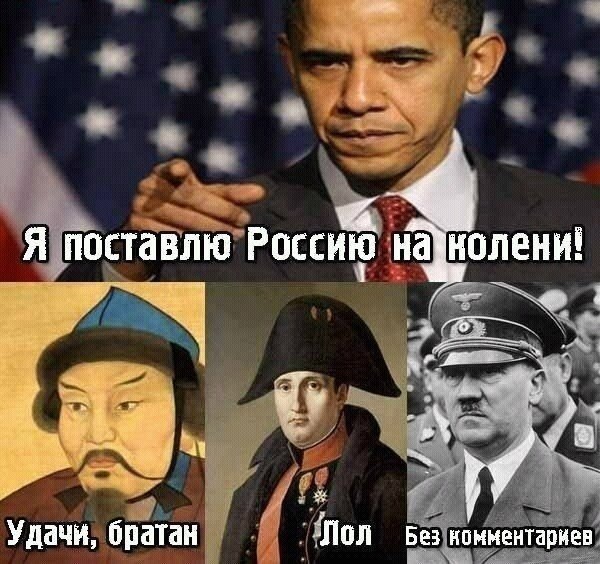 Я поставлю Россию на колени!
Удачи, братан
Лол
Без комментариев